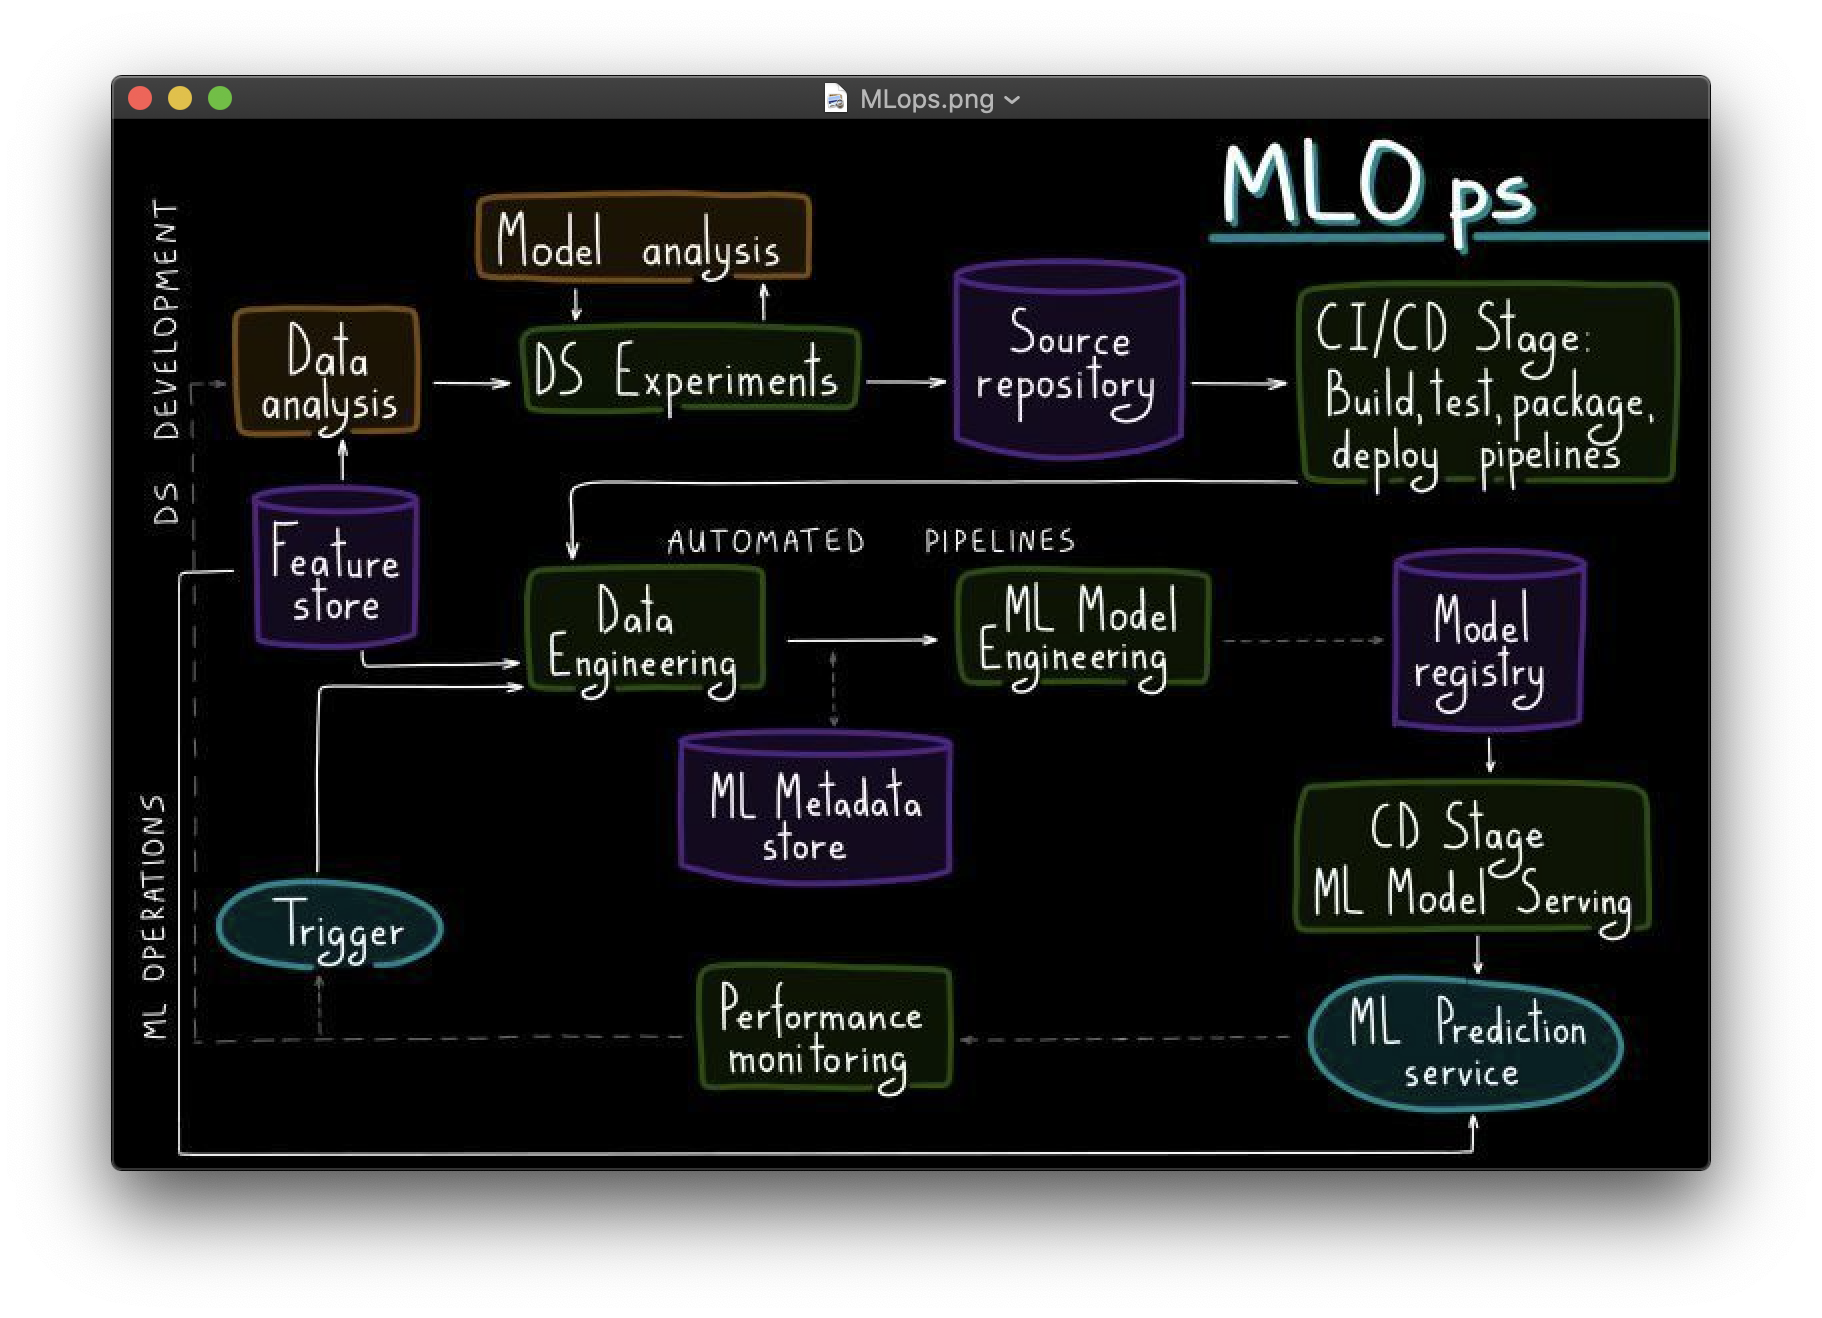 MLops.png
MLOps
DS DEVELOPMENT
Model analysis
Data
analysis
DS Experiments
Source
repository
CI/CD Stage:
Build, test, package,
deploy pipelines
Feature
store
AUTOMATED PIPELINES
Data
Engineering
ML Model
Engineering
Model
registry
ML Metadata
store
CD Stage
ML Model Serving
ML OPERATIONS
Trigger
Performance
monitoring
ML Prediction
service